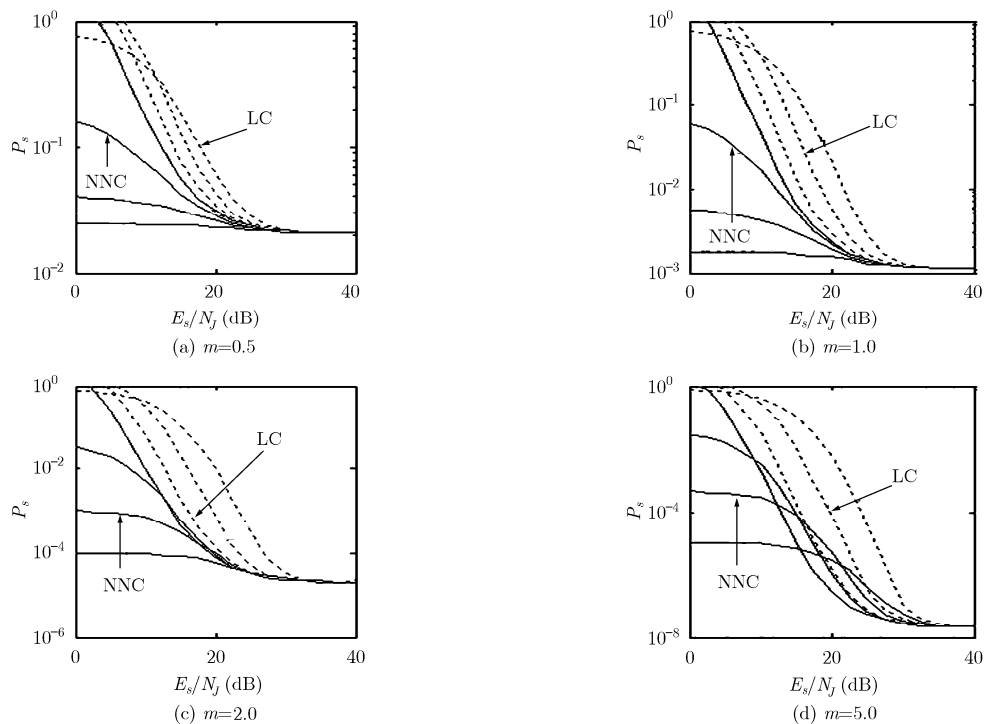 10^0
10^-1
10^-2
P_s
LC
NNC
0
20
40
E_s/N_J (dB)
(a) m=0.5
10^0
10^-1
10^-2
10^-3
P_s
LC
NNC
0
20
40
E_s/N_J (dB)
(b) m=1.0
10^0
10^-2
10^-4
10^-6
P_s
LC
NNC
0
20
40
E_s/N_J (dB)
(c) m=2.0
10^0
10^-4
10^-8
P_s
LC
NNC
0
20
40
E_s/N_J (dB)
(d) m=5.0